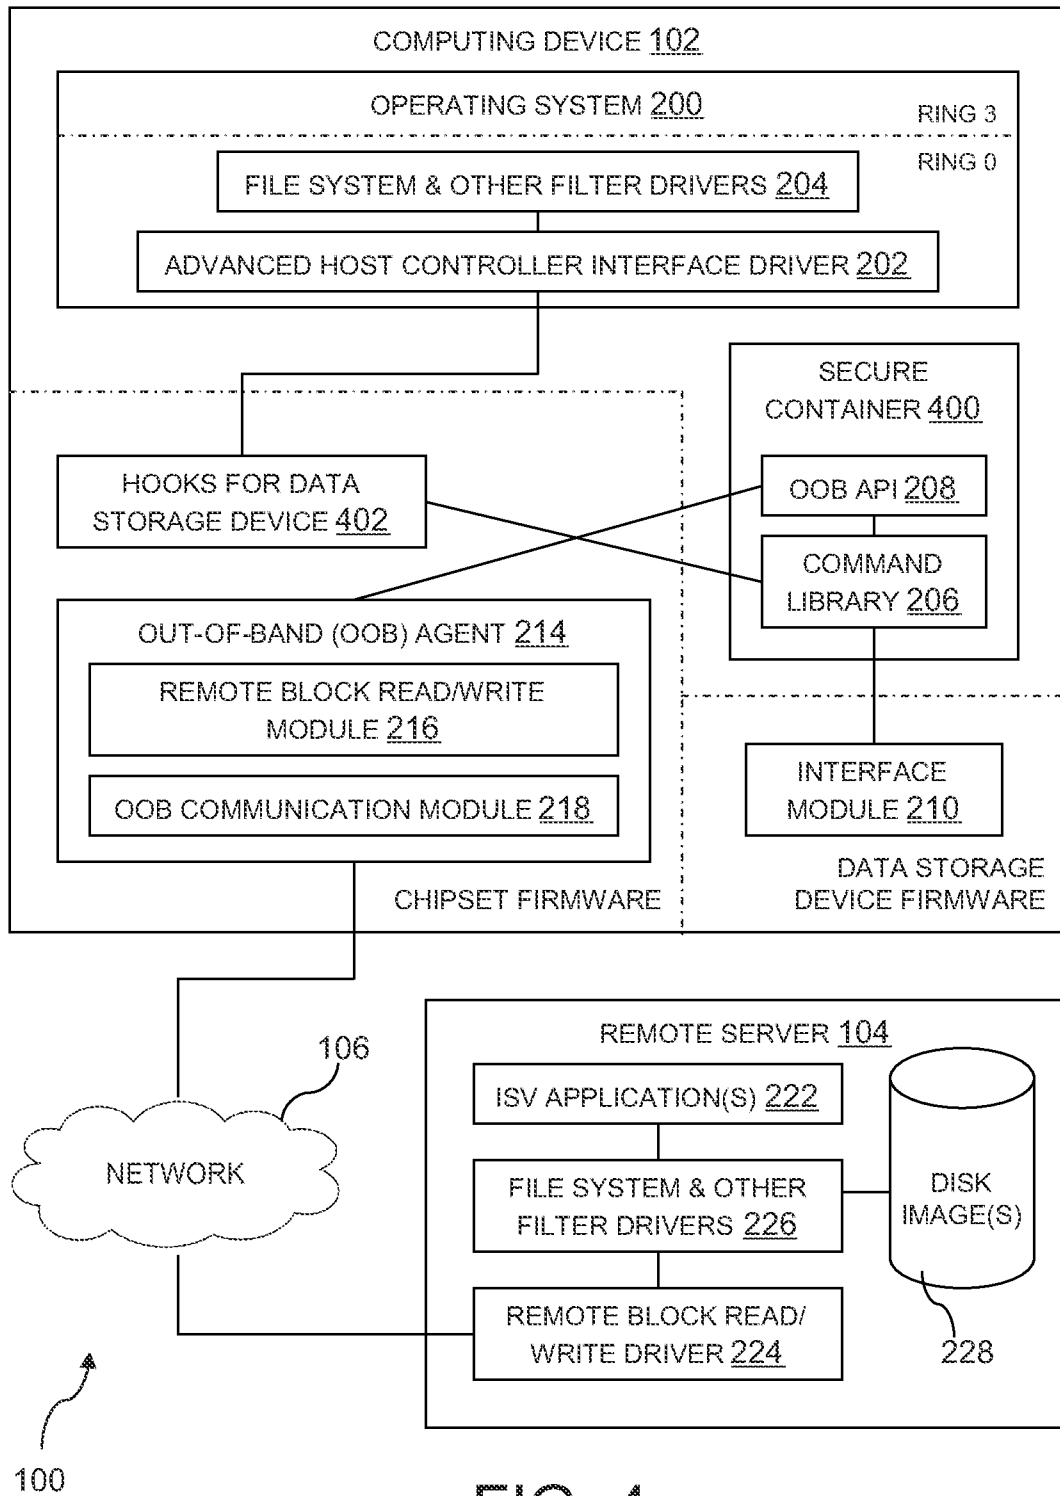 COMPUTING DEVICE 102
OPERATING SYSTEM 200
RING 3
RING 0
FILE SYSTEM & OTHER FILTER DRIVERS 204
ADVANCED HOST CONTROLLER INTERFACE DRIVER 202
SECURE
CONTAINER 400
HOOKS FOR DATA
STORAGE DEVICE 402
OOB API 208
COMMAND
LIBRARY 206
OUT-OF-BAND (OOB) AGENT 214
REMOTE BLOCK READ/WRITE
MODULE 216
OOB COMMUNICATION MODULE 218
INTERFACE
MODULE 210
CHIPSET FIRMWARE
DATA STORAGE
DEVICE FIRMWARE
106
NETWORK
REMOTE SERVER 104
ISV APPLICATION(S) 222
FILE SYSTEM & OTHER
FILTER DRIVERS 226
DISK
IMAGE(S)
REMOTE BLOCK READ/
WRITE DRIVER 224
228
100